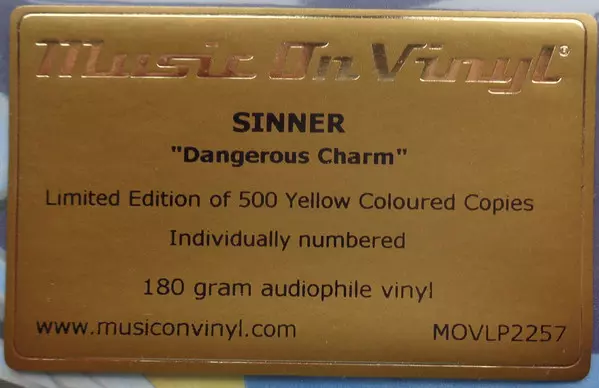 Music On Vinyl®
SINNER
"Dangerous Charm"
Limited Edition of 500 Yellow Coloured Copies
Individually numbered
180 gram audiophile vinyl
www.musiconvinyl.com MOVLP2257